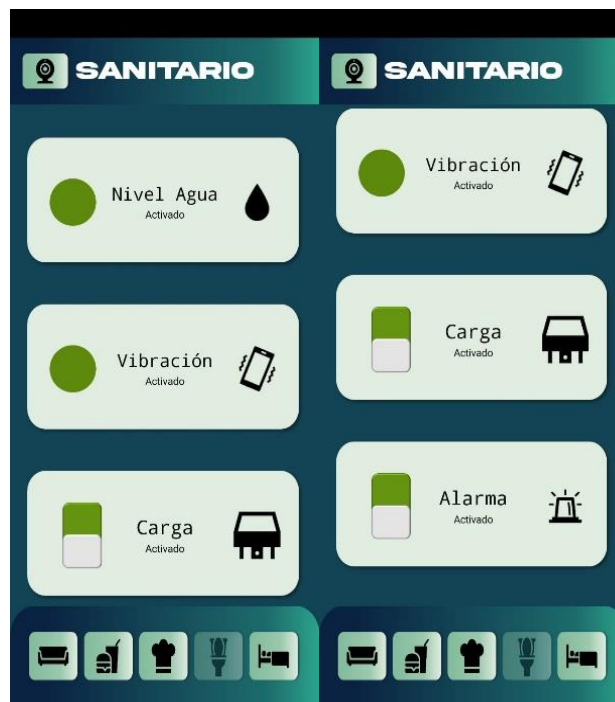 SANITARIO
Nivel Agua
Activado
Vibración
Activado
Carga
Activado
SANITARIO
Vibración
Activado
Carga
Activado
Alarma
Activado